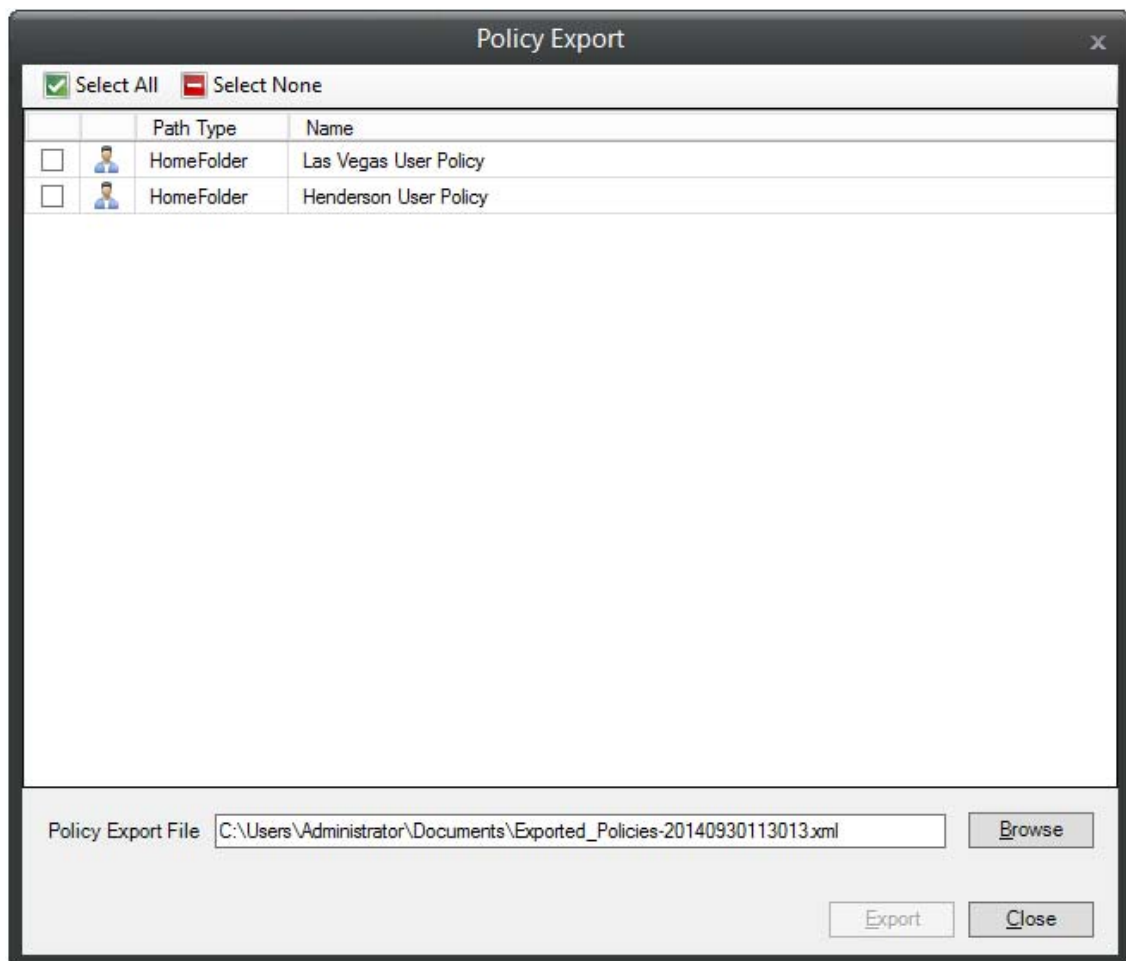 Policy Export x
Select All Select None
Path Type Name
HomeFolder Las Vegas User Policy
HomeFolder Henderson User Policy
Policy Export File C:\Users\Administrator\Documents\Exported_Policies-20140930113013.xml Browse
Export Close